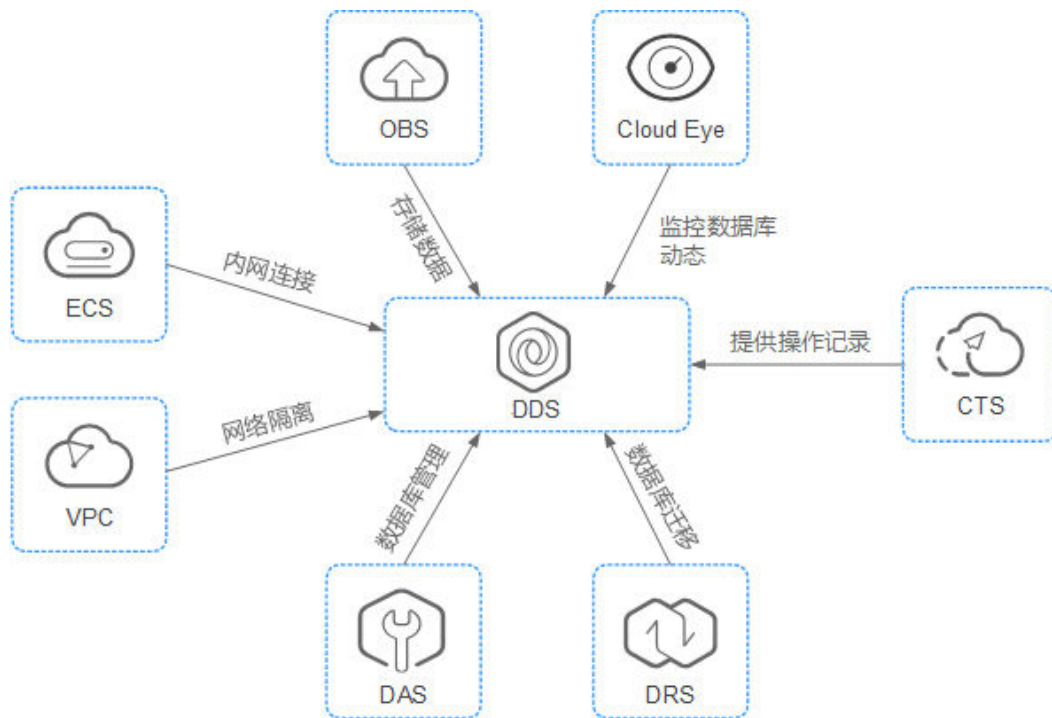 OBS
Cloud Eye
存储数据
监控数据库
动态
ECS
内网连接
DDS
提供操作记录
CTS
VPC
网络隔离
数据库管理
数据库迁移
DAS
DRS